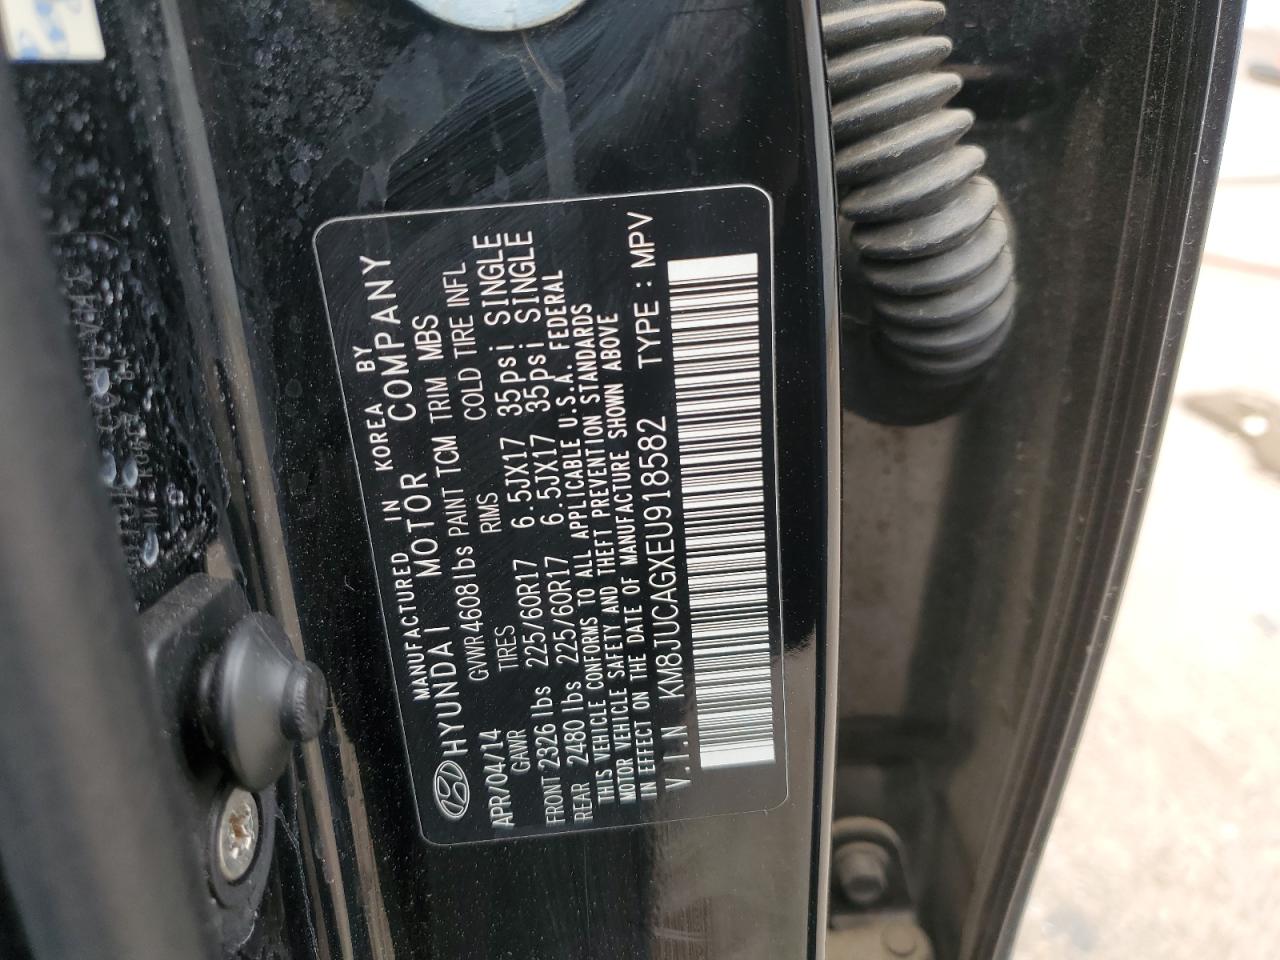 MANUFACTURED IN KOREA BY
HYUNDAI MOTOR COMPANY
APR/04/14 GVWR 4608 lbs PAINT TCM TRIM MBS
GAWR TIRES RIMS COLD TIRE INFL
FRONT 2326 lbs 225/60R17 6.5JX17 35psi SINGLE
REAR 2480 lbs 225/60R17 6.5JX17 35psi SINGLE
THIS VEHICLE CONFORMS TO ALL APPLICABLE U.S.A. FEDERAL
MOTOR VEHICLE SAFETY AND THEFT PREVENTION STANDARDS
IN EFFECT ON THE DATE OF MANUFACTURE SHOWN ABOVE
V.I.N KM8JUCAGXEU918582 TYPE : MPV